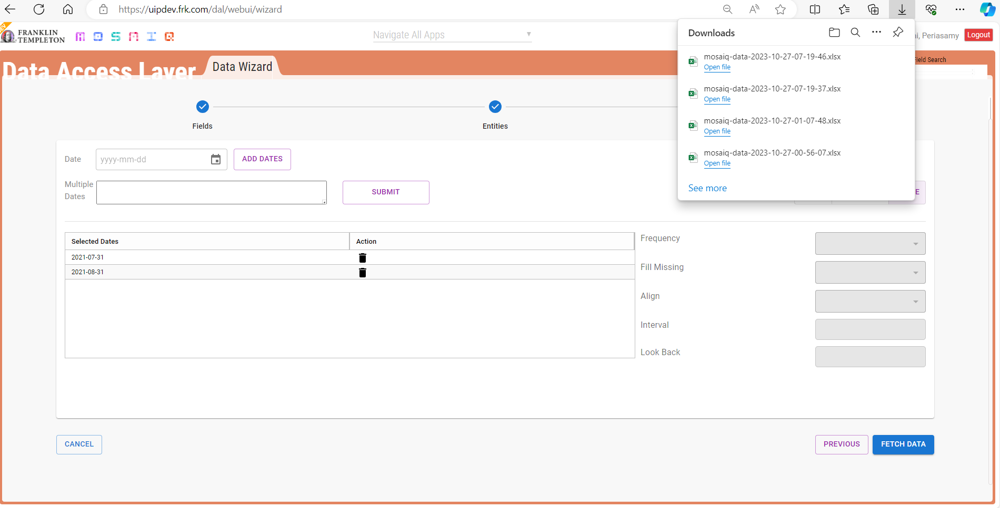 https://uipdev.frk.com/dal/webui/wizard
DEV
FRANKLIN
TEMPLETON
MOSAIQ
Navigate All Apps
Downloads
Periasamy
Logout
mosaiq-data-2023-10-27-07-19-46.xlsx
Open file
mosaiq-data-2023-10-27-07-19-37.xlsx
Open file
mosaiq-data-2023-10-27-01-07-48.xlsx
Open file
mosaiq-data-2023-10-27-00-56-07.xlsx
Open file
See more
Data Access Layer
Data Wizard
Field Search
Fields
Entities
Date
yyyy-mm-dd
ADD DATES
Multiple
Dates
SUBMIT
E
Selected Dates
Action
2021-07-31
2021-08-31
Frequency
Fill Missing
Align
Interval
Look Back
CANCEL
PREVIOUS
FETCH DATA